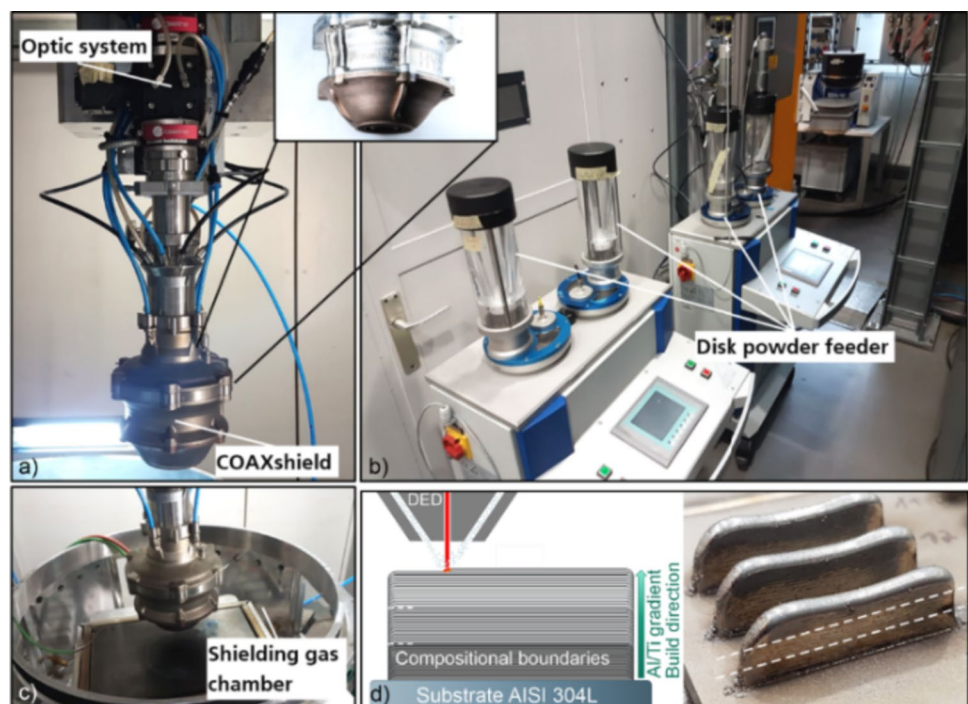 Optic system
COAXshield
a)
b)
Disk powder feeder
Shielding gas
chamber
c)
DED
Compositional boundaries
Al/Ti gradient
Build direction
d)
Substrate AISI 304L